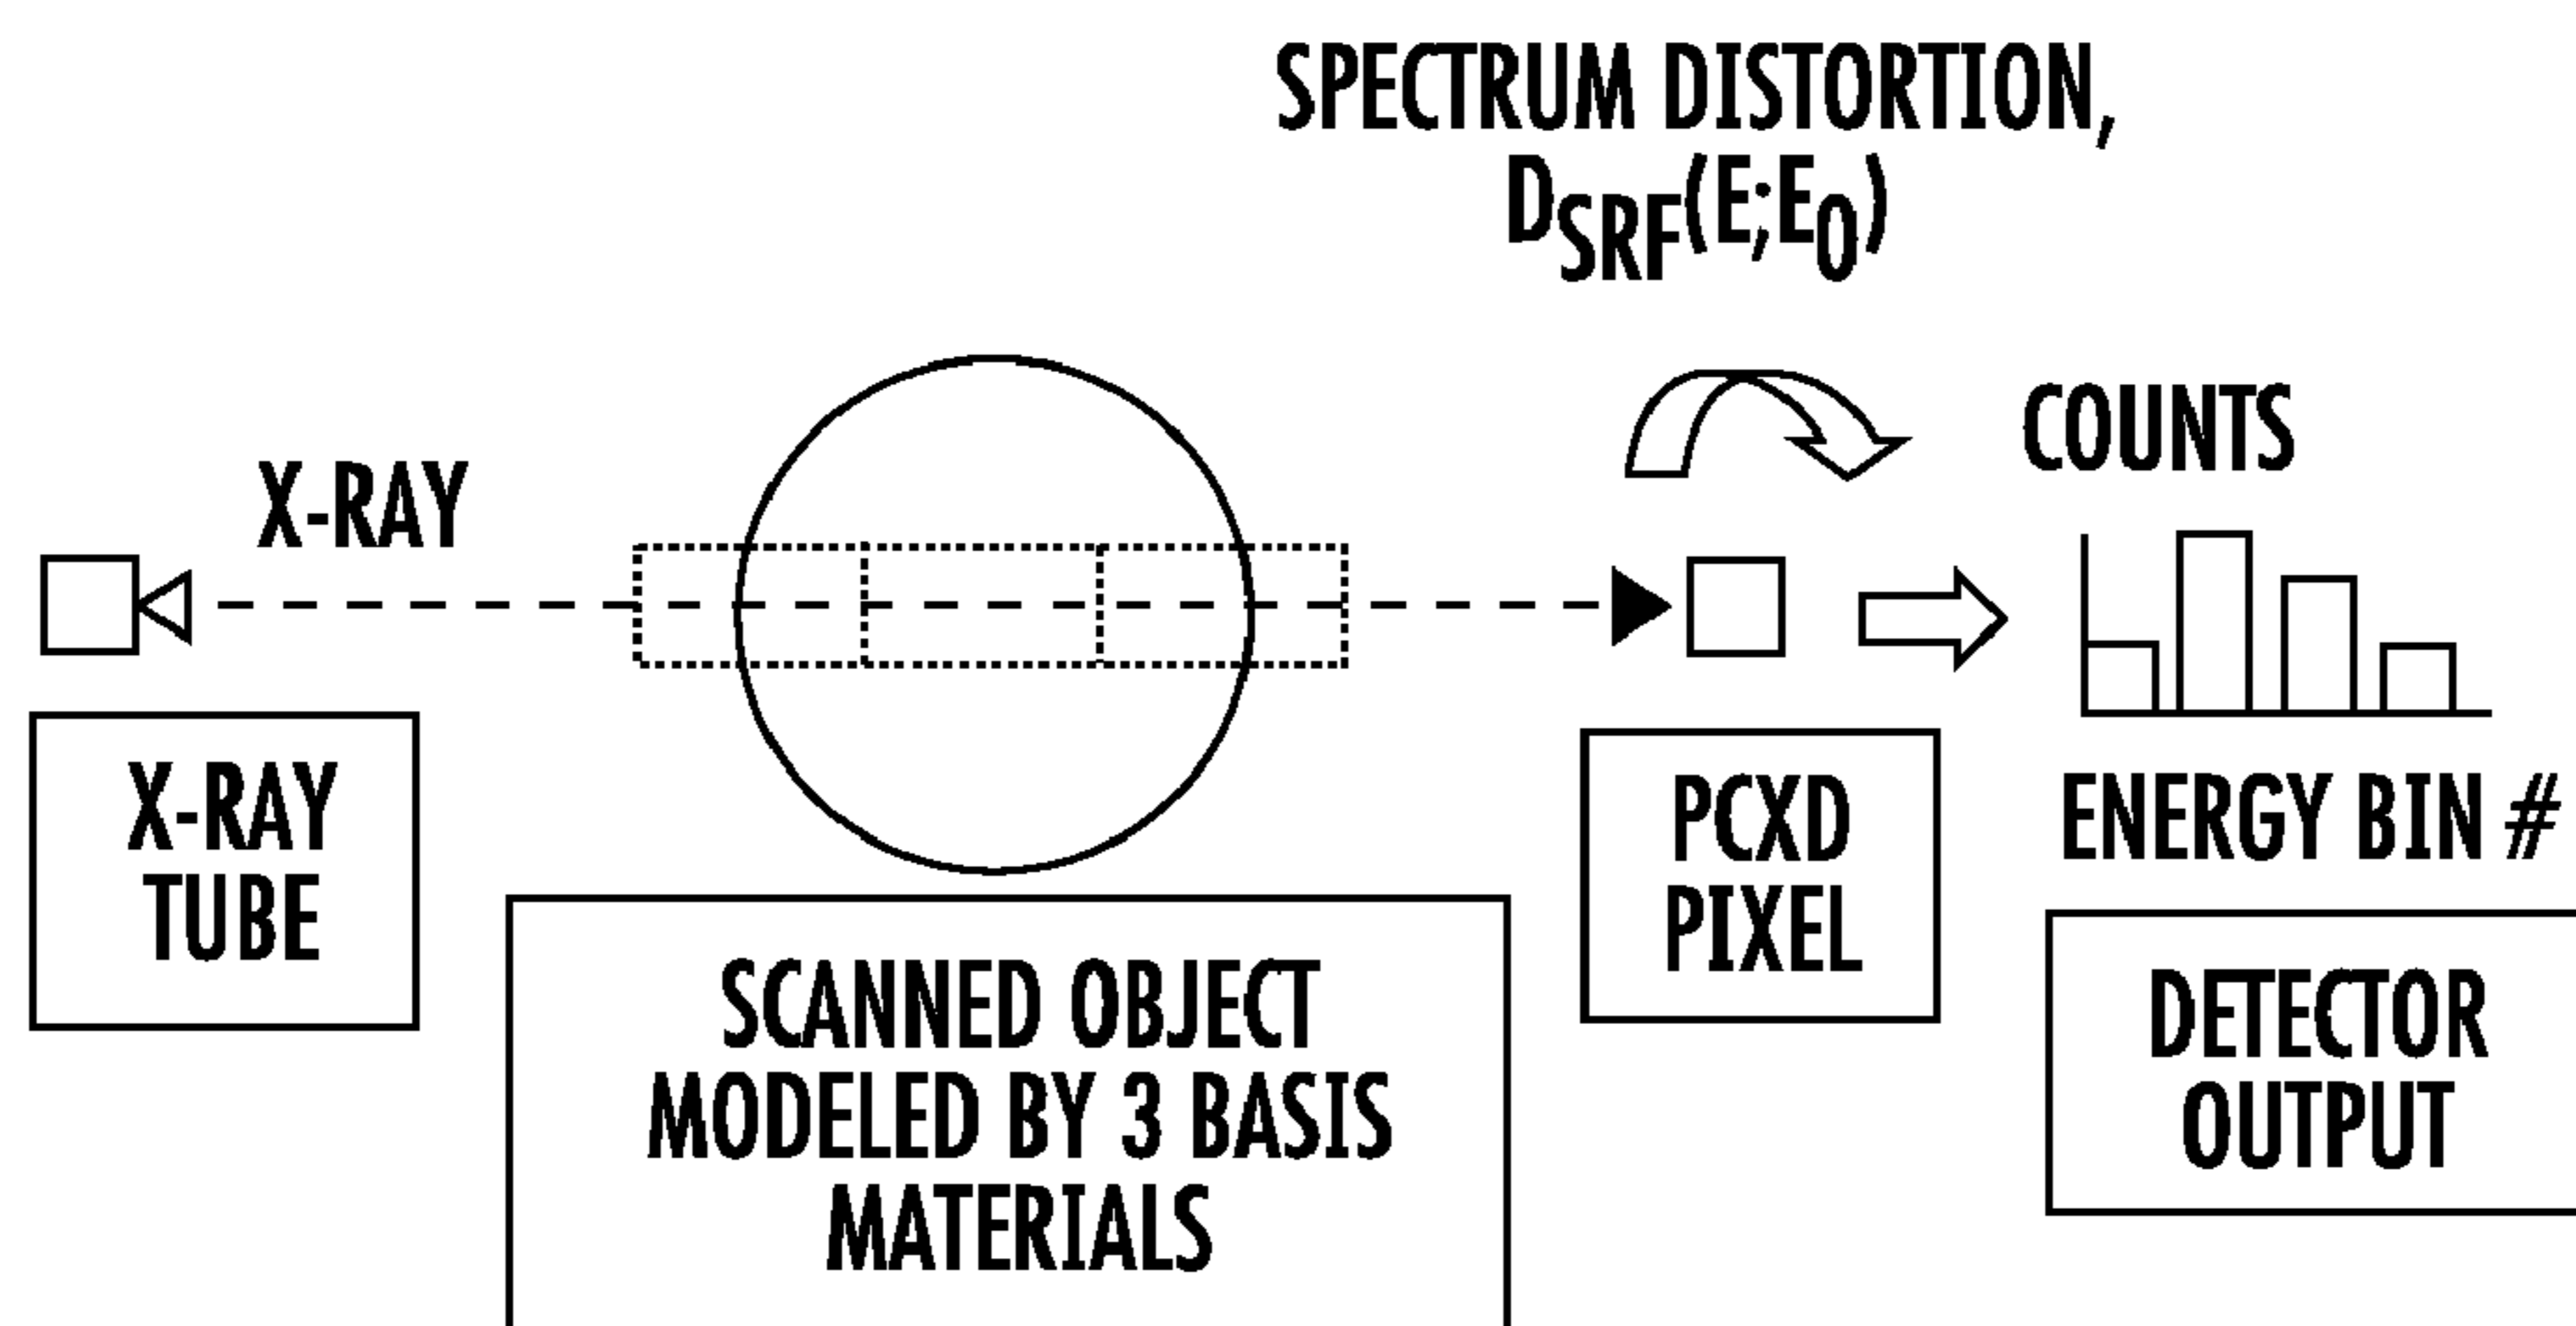 SPECTRUM DISTORTION,
DSRF(E;E0)
COUNTS
X-RAY
X-RAY
TUBE
SCANNED OBJECT
MODELED BY 3 BASIS
MATERIALS
PCXD
PIXEL
ENERGY BIN #
DETECTOR
OUTPUT